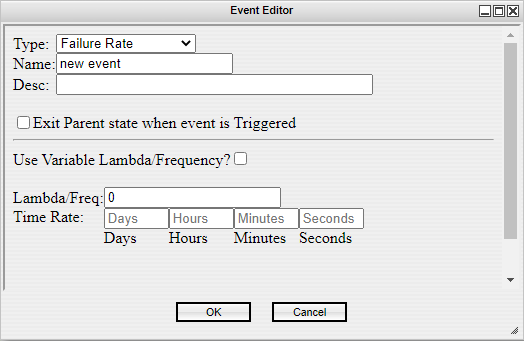 Event Editor
Type: Failure Rate
Name: new event
Desc:
Exit Parent state when event is Triggered
Use Variable Lambda/Frequency?
Lambda/Freq: 0
Time Rate: Days Hours Minutes Seconds
Days Hours Minutes Seconds
OK Cancel